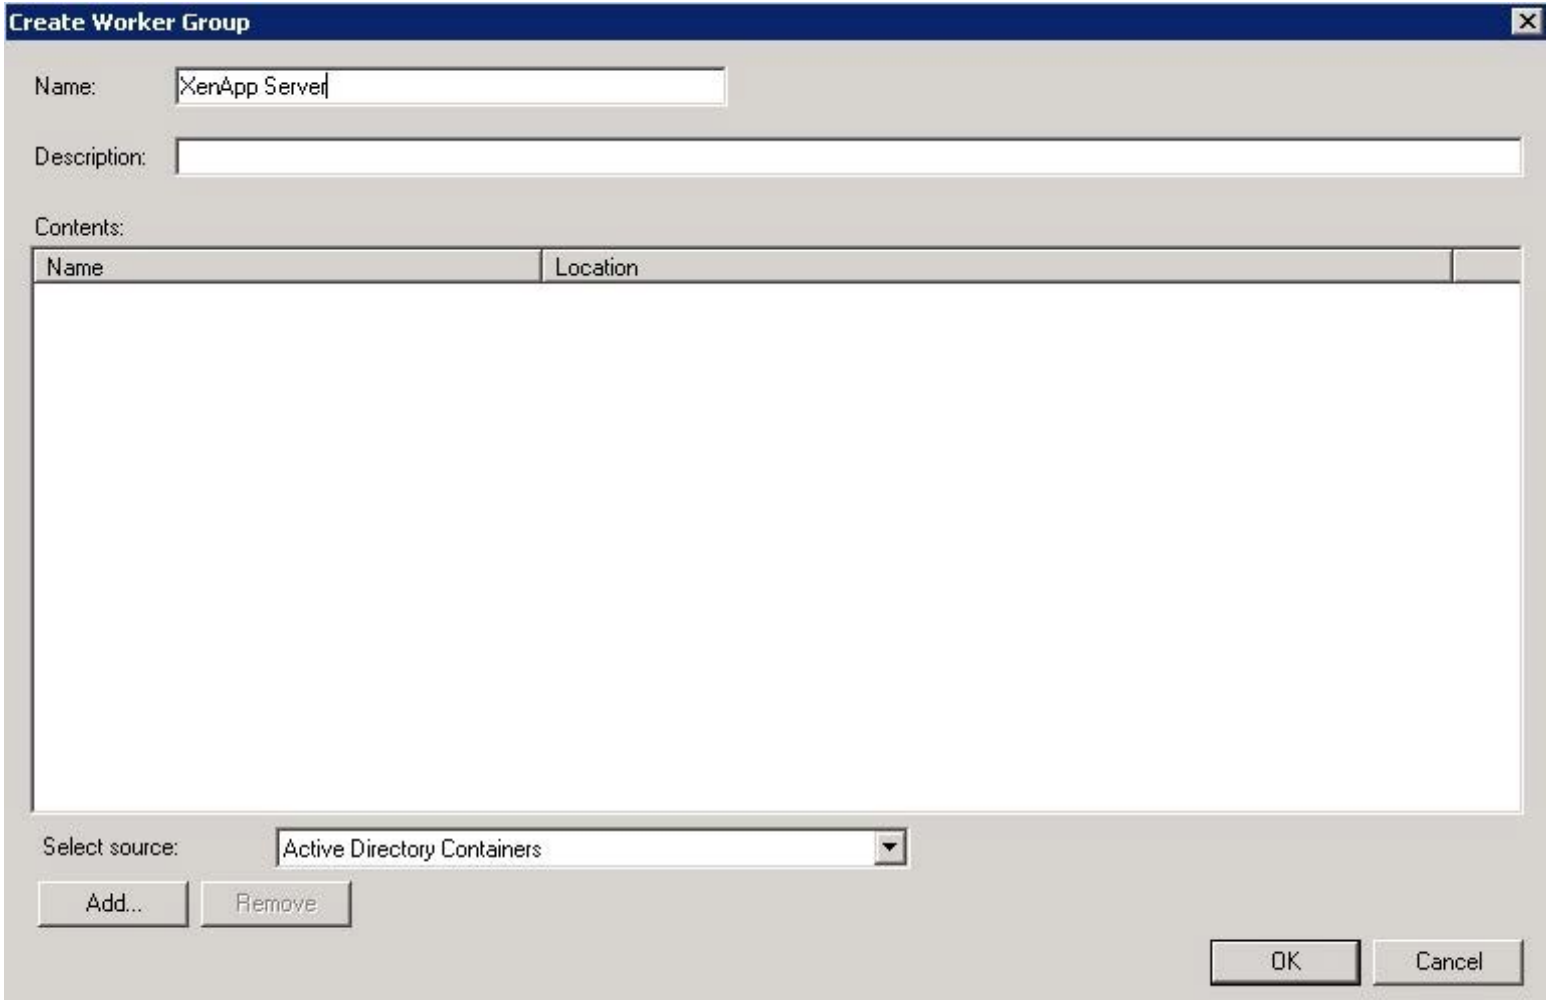 Create Worker Group
Name: XenApp Server
Description:
Contents:
Name Location
Select source: Active Directory Containers
Add... Remove
OK Cancel